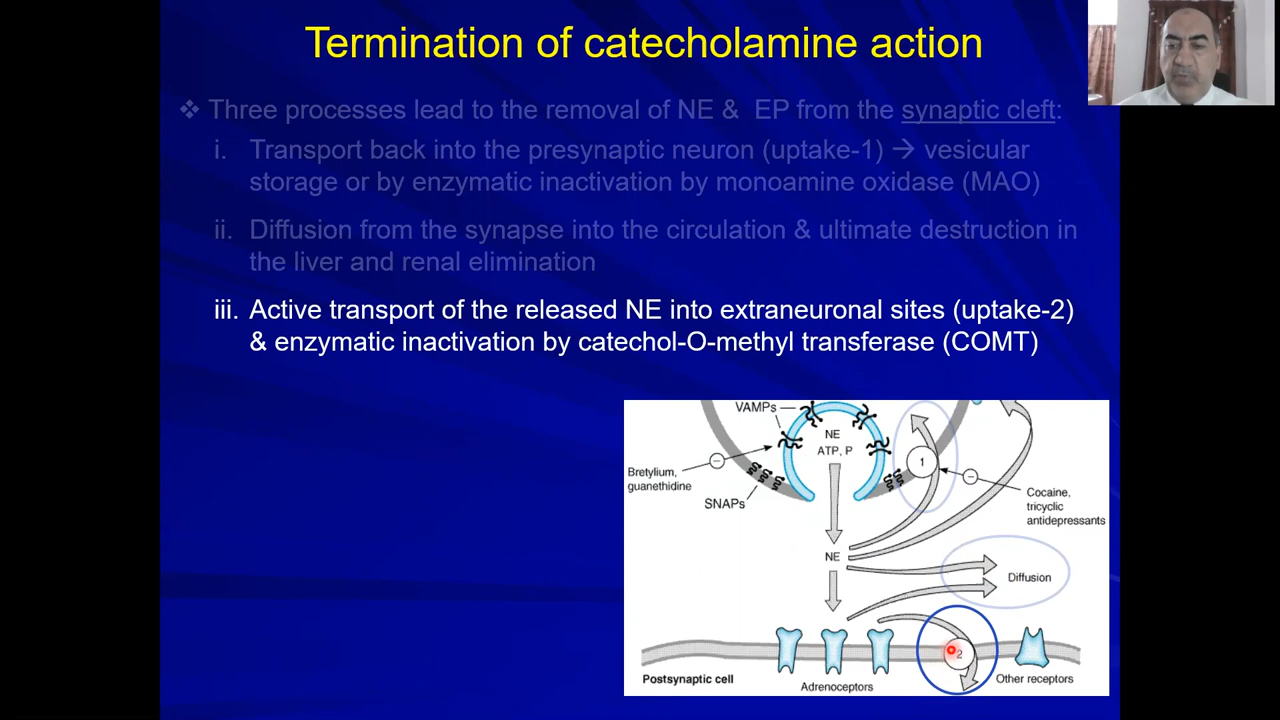 Termination of catecholamine action
❖ Three processes lead to the removal of NE & EP from the synaptic cleft:
i. Transport back into the presynaptic neuron (uptake-1) → vesicular
storage or by enzymatic inactivation by monoamine oxidase (MAO)
ii. Diffusion from the synapse into the circulation & ultimate destruction in
the liver and renal elimination
iii. Active transport of the released NE into extraneuronal sites (uptake-2)
& enzymatic inactivation by catechol-O-methyl transferase (COMT)
VAMPs
NE
ATP, P
Bretylium,
guanethidine
SNAPs
1
Cocaine,
tricyclic
antidepressants
NE
Diffusion
2
Postsynaptic cell
Adrenoceptors
Other receptors